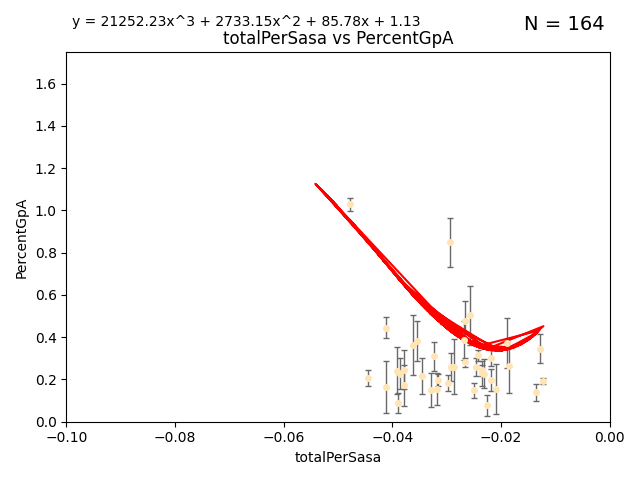 y = 21252.23x^3 + 2733.15x^2 + 85.78x + 1.13
N = 164
totalPerSasa vs PercentGpA
PercentGpA
1.6
1.4
1.2
1.0
0.8
0.6
0.4
0.2
0.0
−0.10 −0.08 −0.06 −0.04 −0.02 0.00
totalPerSasa